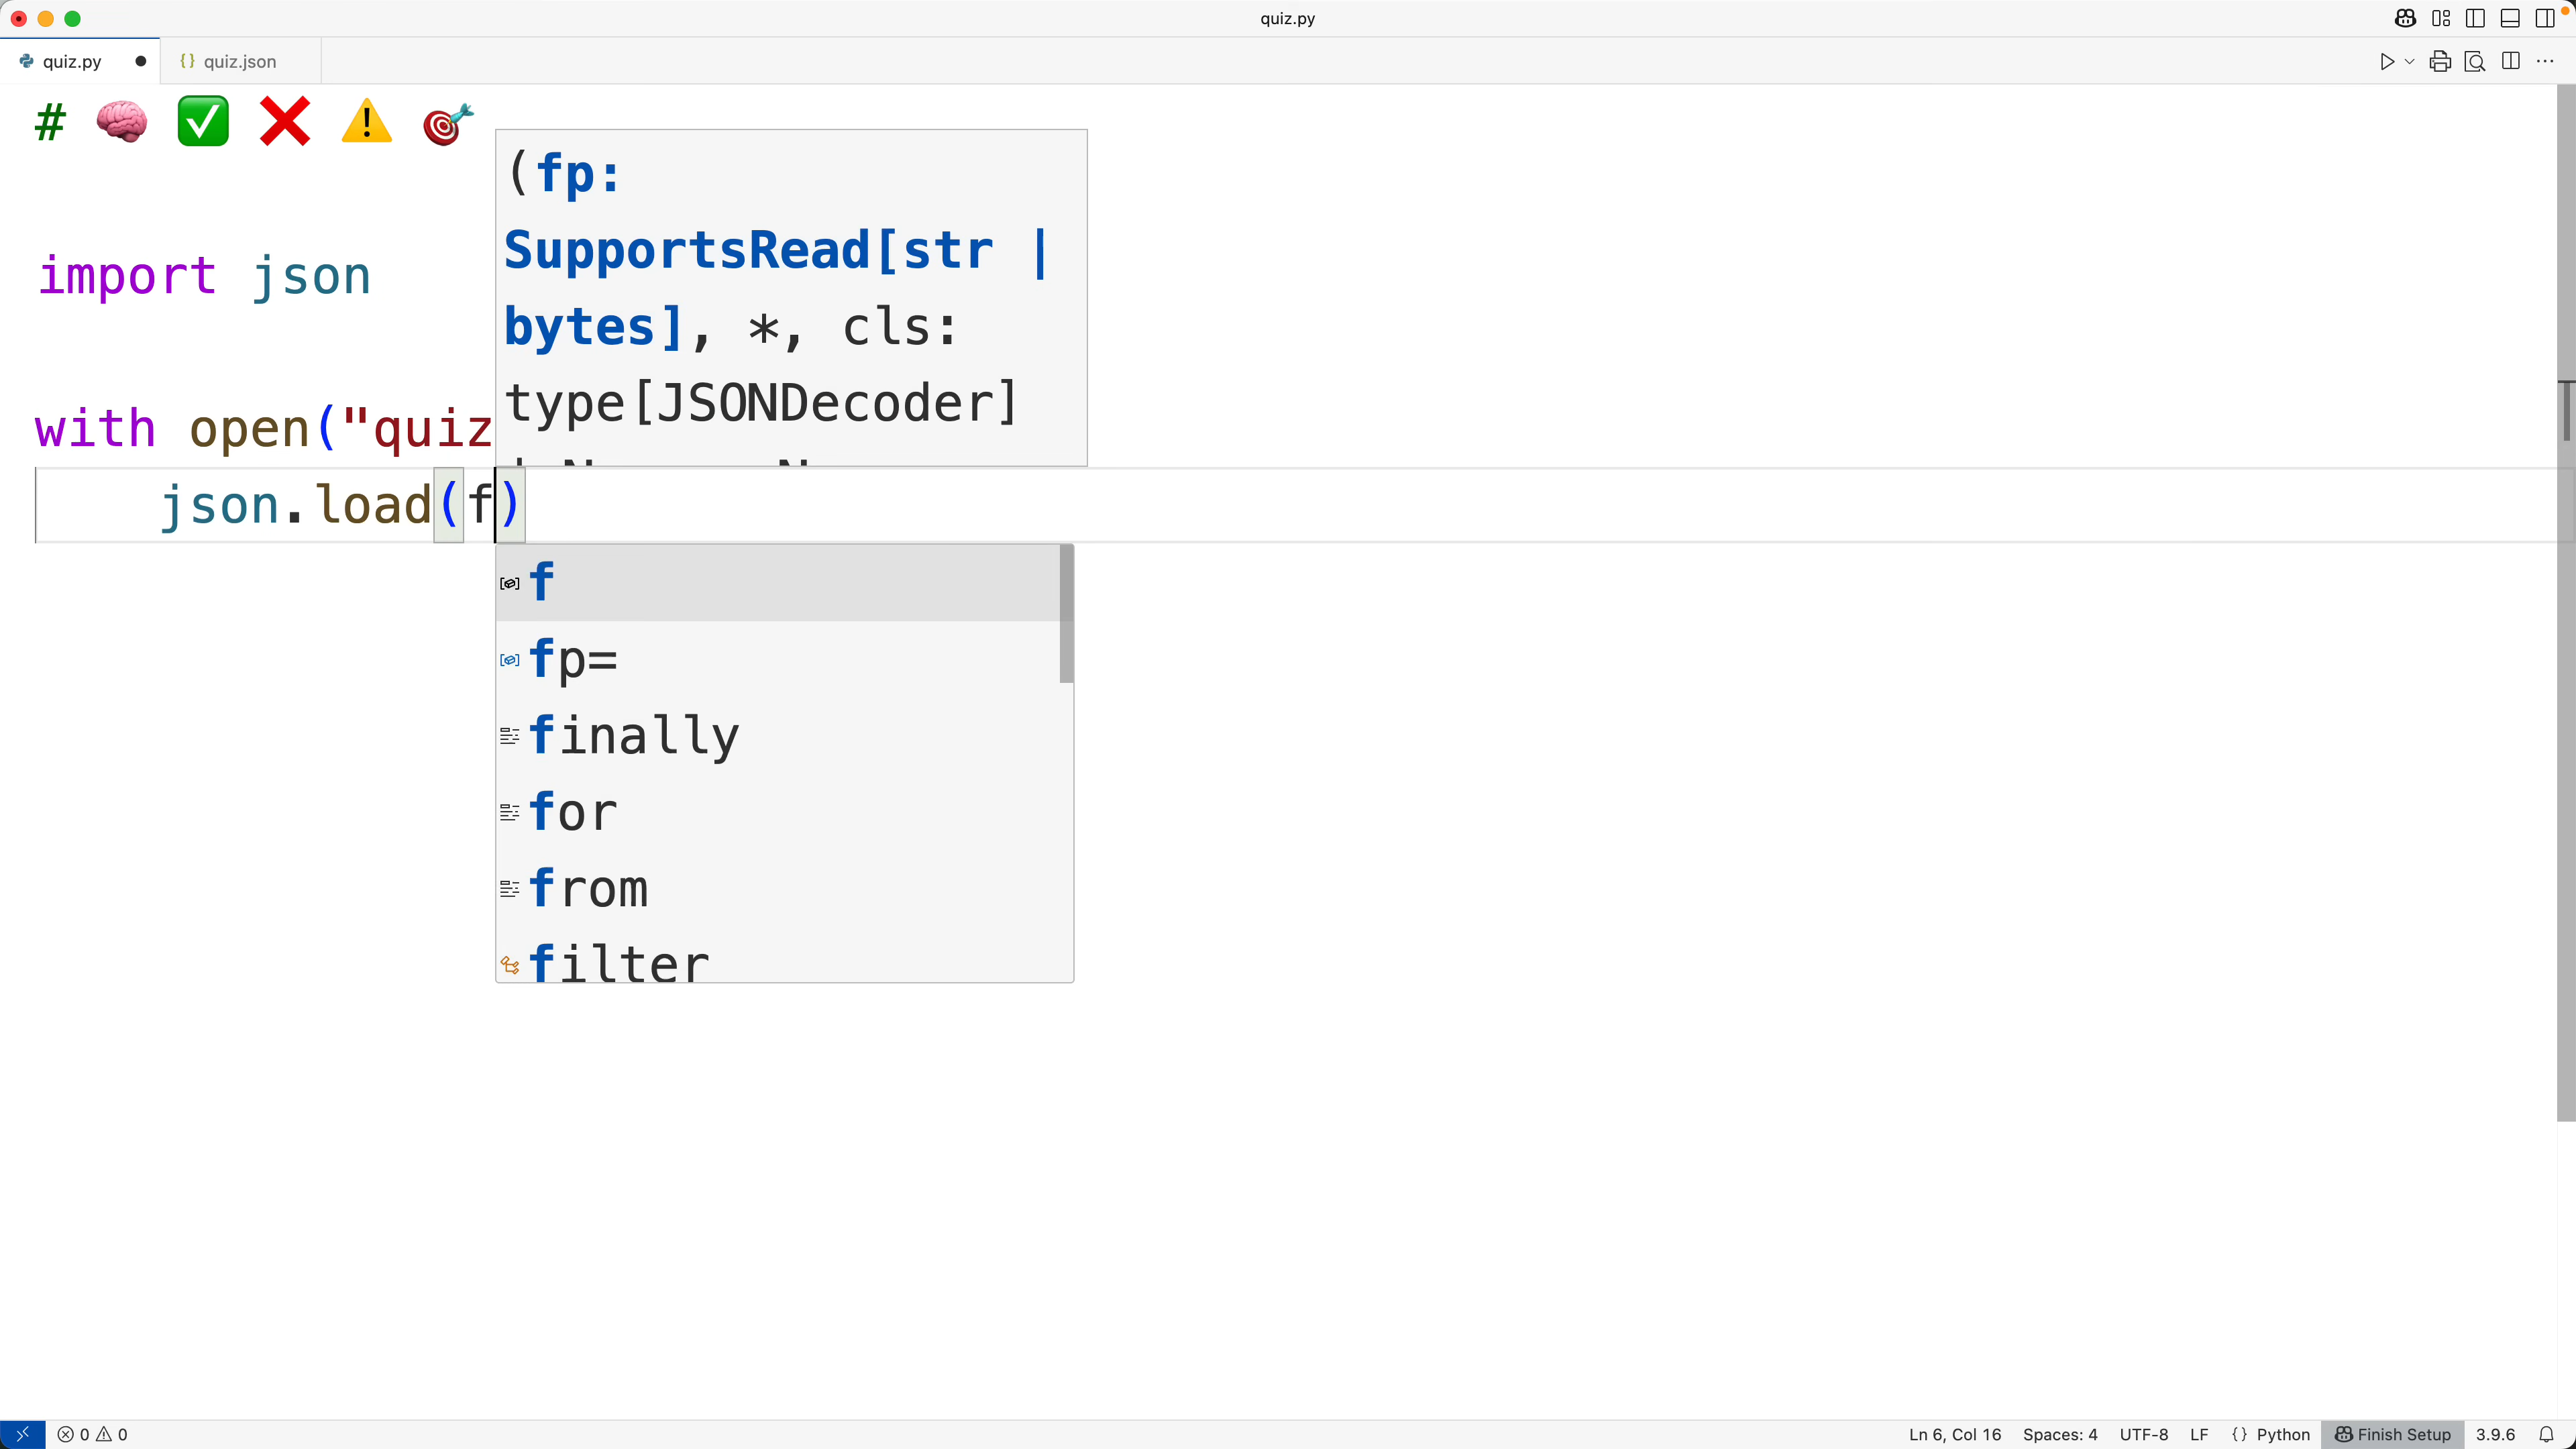 quiz.py
quiz.py
{} quiz.json
# 🧠 ✅ ❌ ⚠️ 🎯
(fp:
SupportsRead[str |
bytes], *, cls:
type[JSONDecoder]
import json
with open("quiz
json.load(f)
f
fp=
finally
for
from
filter
0 0
Ln 6, Col 16 Spaces: 4 UTF-8 LF {} Python Finish Setup 3.9.6